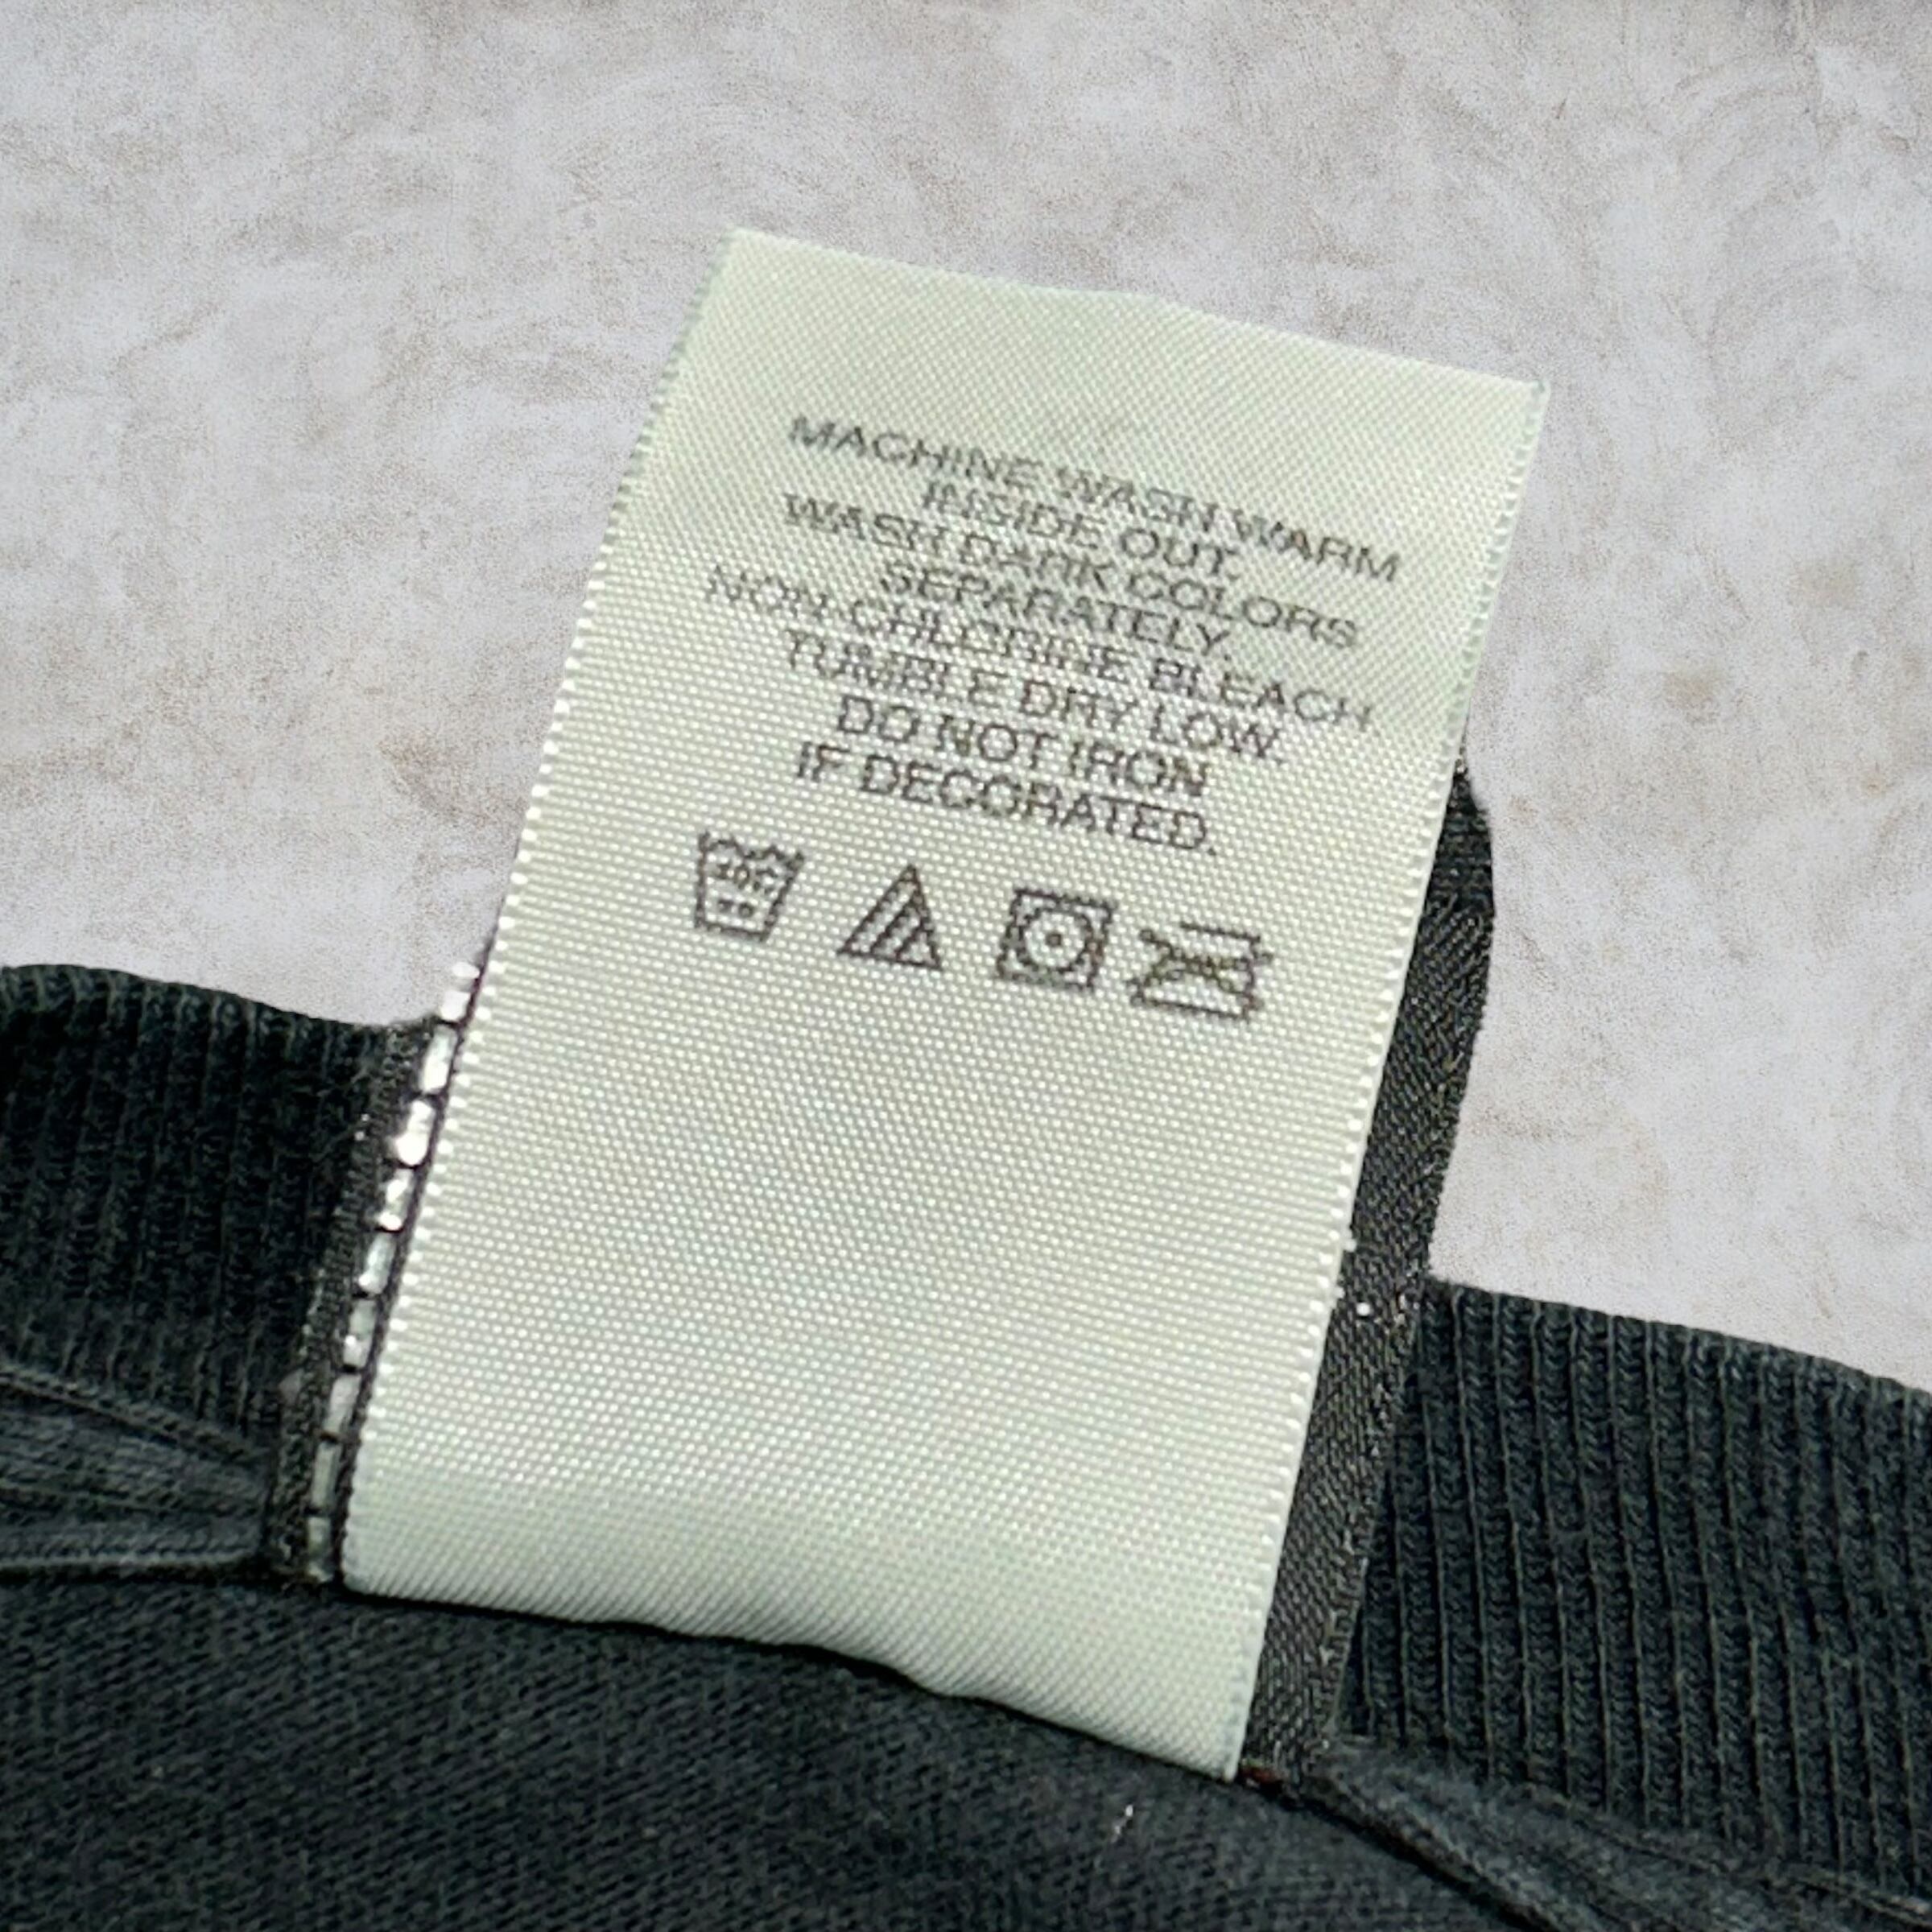 MACHINE WASH WARM
INSIDE OUT
WASH DARK COLORS
SEPARATELY.
NON-CHLORINE BLEACH
TUMBLE DRY LOW.
DO NOT IRON
IF DECORATED.
40C